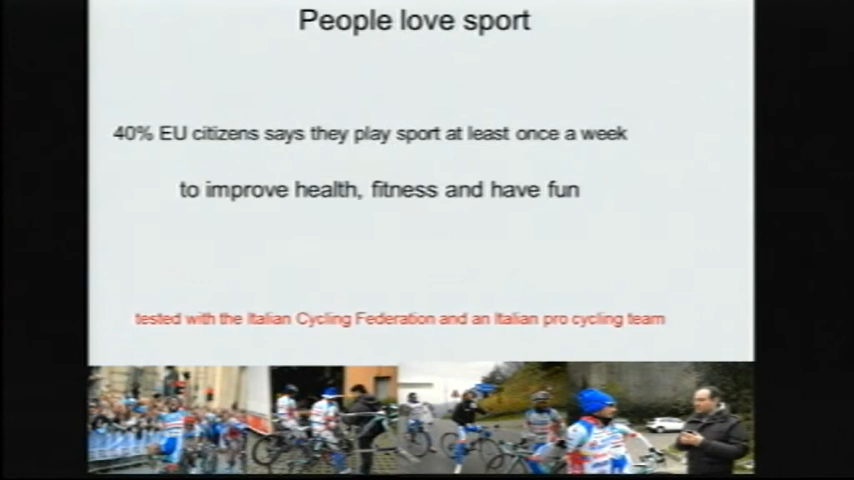 People love sport
40% EU citizens says they play sport at least once a week
to improve health, fitness and have fun
tested with the Italian Cycling Federation and an Italian pro cycling team